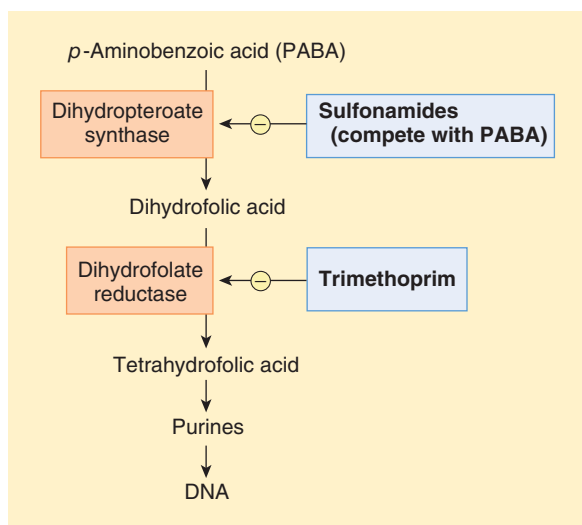 p-Aminobenzoic acid (PABA)
Dihydropteroate
synthase
Sulfonamides
(compete with PABA)
Dihydrofolic acid
Dihydrofolate
reductase
Trimethoprim
Tetrahydrofolic acid
Purines
DNA